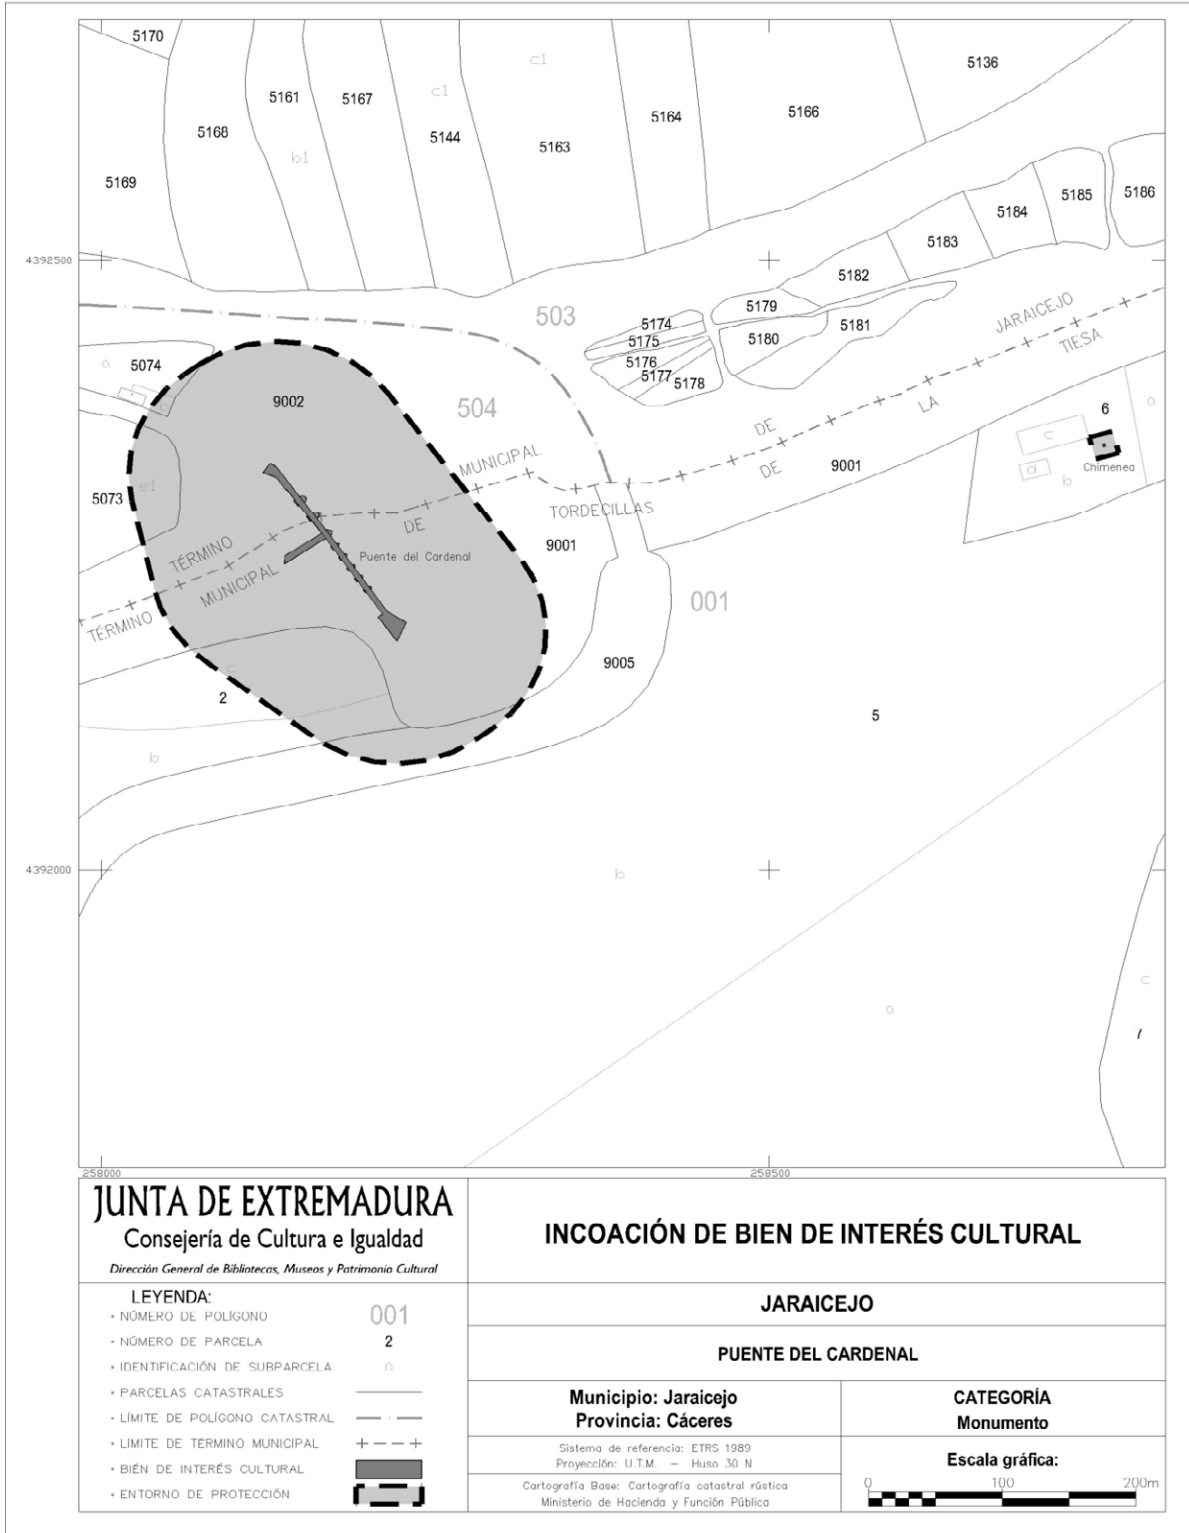 5170
5168
5161
5167
c1
5144
c1
5163
5164
5166
5136
b1
5169
5186
5185
5184
5183
5182
4392500
503
5179
5174
5175
5176
5177
5178
5180
5181
JARAICEJO
TIESA
a
5074
b
9002
504
DE
LA
DE
6
a
c
d
b
Chimenea
5073
e1
MUNICIPAL
TORDECILLAS
9001
9001
DE
Puente del Cardenal
TÉRMINO
MUNICIPAL
TÉRMINO
001
9005
c
2
b
5
4392000
b
c
a
258000
258500
JUNTA DE EXTREMADURA
Consejería de Cultura e Igualdad
Dirección General de Bibliotecas, Museos y Patrimonio Cultural
INCOACIÓN DE BIEN DE INTERÉS CULTURAL
LEYENDA:
• NÚMERO DE POLÍGONO 001
• NÚMERO DE PARCELA 2
• IDENTIFICACIÓN DE SUBPARCELA a
• PARCELAS CATASTRALES
• LÍMITE DE POLÍGONO CATASTRAL
• LIMITE DE TERMINO MUNICIPAL
• BIÉN DE INTERÉS CULTURAL
• ENTORNO DE PROTECCIÓN
JARAICEJO
PUENTE DEL CARDENAL
Municipio: Jaraicejo
Provincia: Cáceres
CATEGORÍA
Monumento
Sistema de referencia: ETRS 1989
Proyección: U.T.M. – Huso 30 N
Cartografía Base: Cartografía catastral rústica
Ministerio de Hacienda y Función Pública
Escala gráfica:
0 100 200m